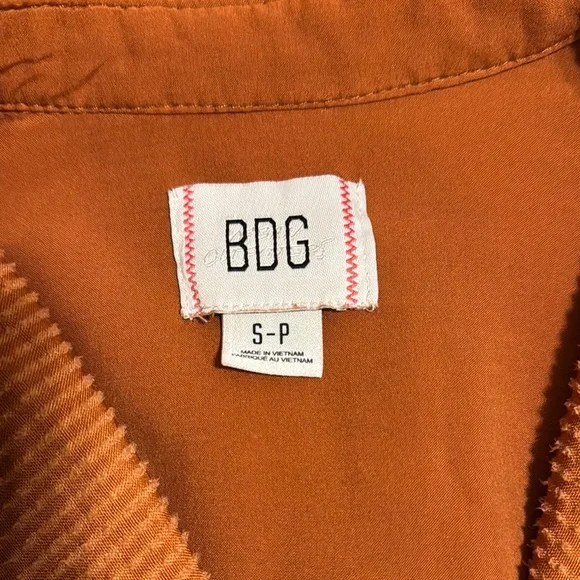 BDG
S-P
MADE IN VIETNAM
FABRIQUÉ AU VIETNAM